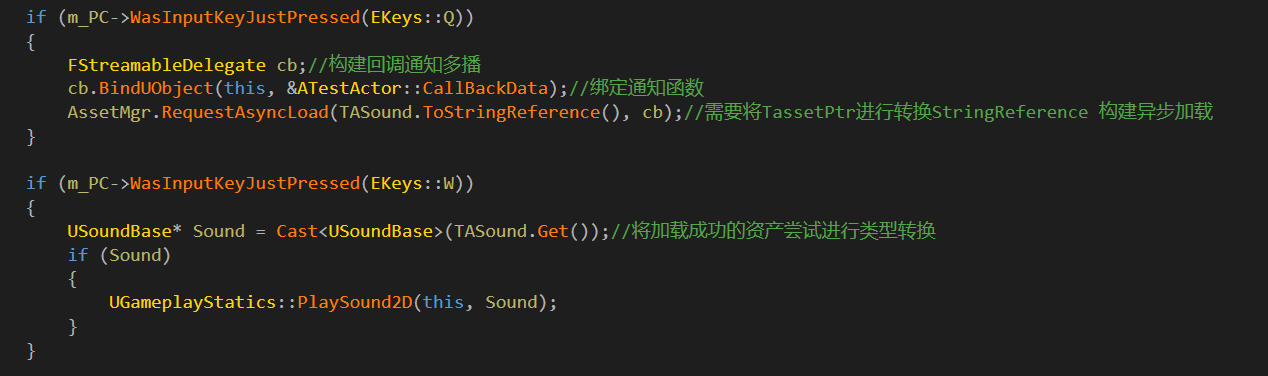 if (m_PC->WasInputKeyJustPressed(EKeys::Q))
{
    FStreamableDelegate cb;//构建回调通知多播
    cb.BindUObject(this, &ATestActor::CallBackData);//绑定通知函数
    AssetMgr.RequestAsyncLoad(TASound.ToStringReference(), cb);//需要将TassetPtr进行转换StringReference 构建异步加载
}
if (m_PC->WasInputKeyJustPressed(EKeys::W))
{
    USoundBase* Sound = Cast<USoundBase>(TASound.Get());//将加载成功的资产尝试进行类型转换
    if (Sound)
    {
        UGameplayStatics::PlaySound2D(this, Sound);
    }
}